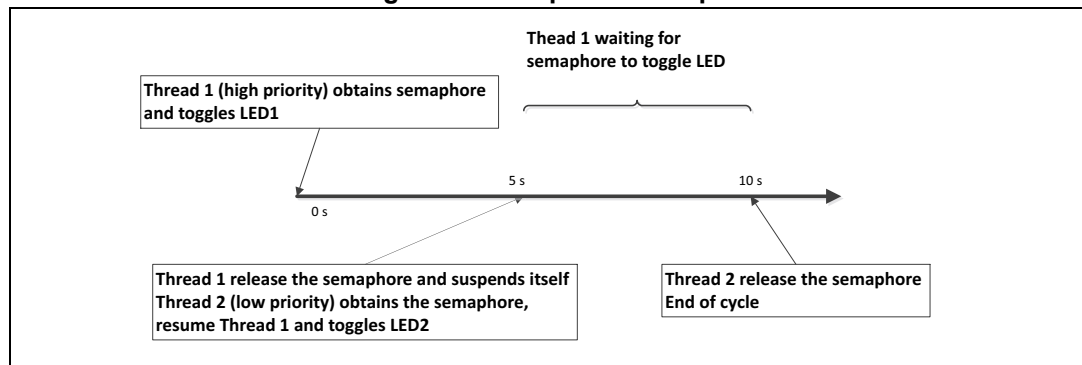 Thead 1 waiting for
semaphore to toggle LED
Thread 1 (high priority) obtains semaphore
and toggles LED1
5 s
10 s
0 s
Thread 1 release the semaphore and suspends itself
Thread 2 (low priority) obtains the semaphore,
resume Thread 1 and toggles LED2
Thread 2 release the semaphore
End of cycle